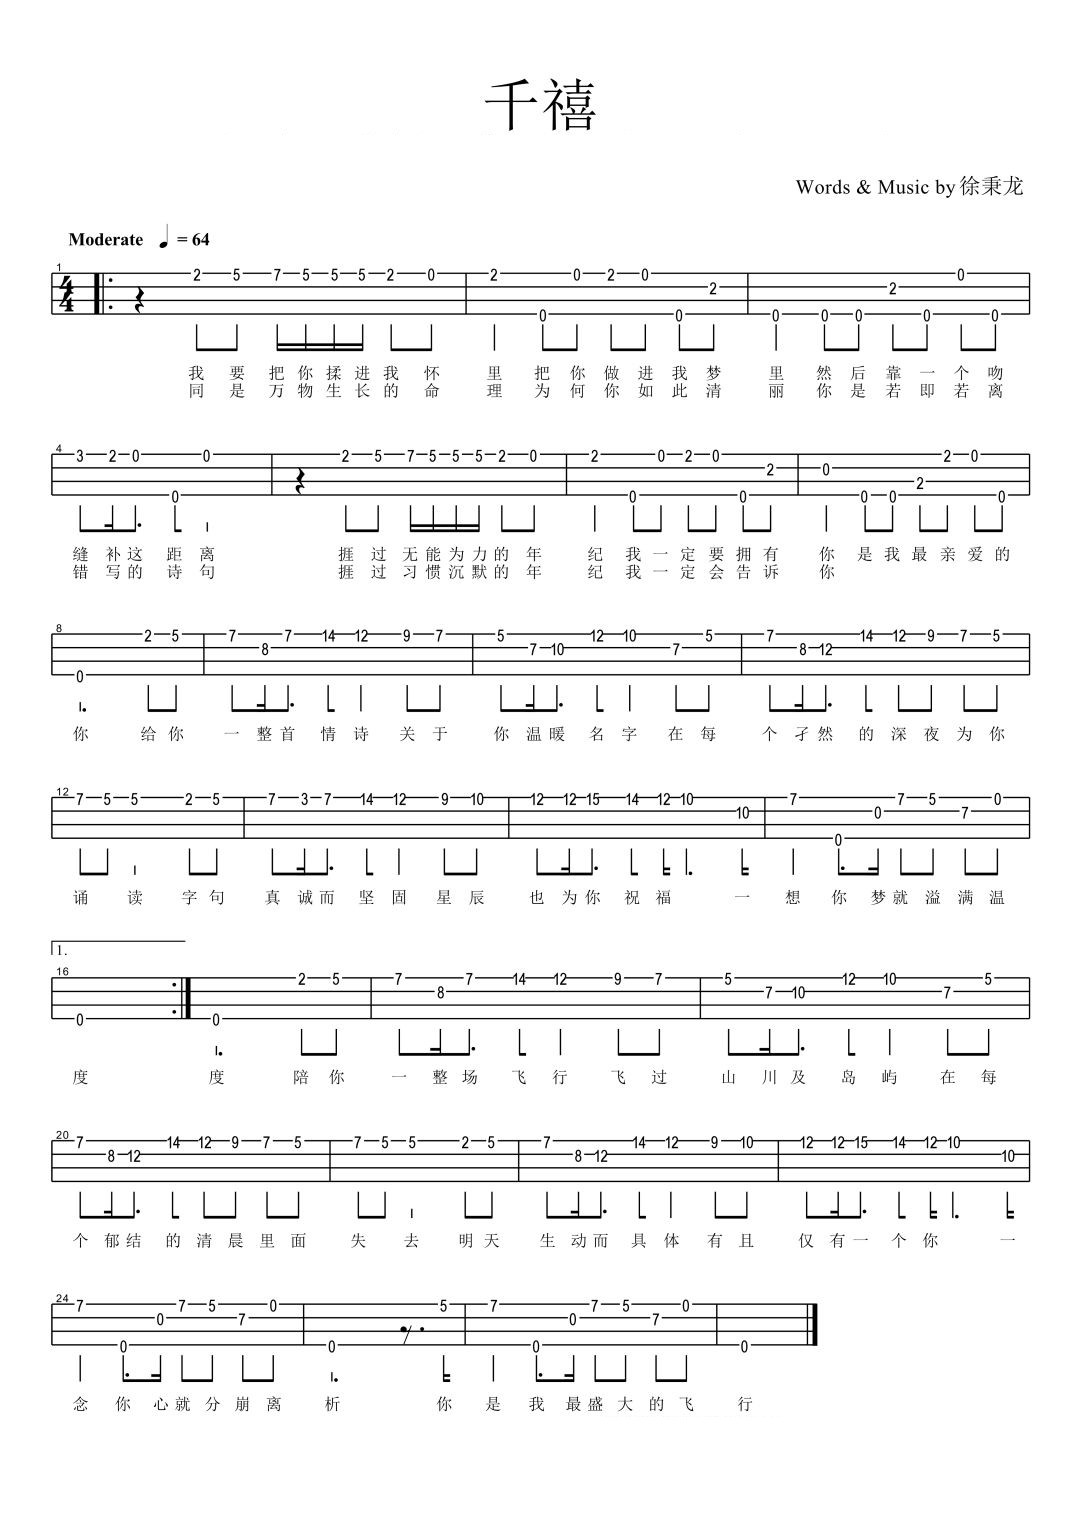 千禧
Words & Music by 徐秉龙
Moderate ♩ = 64
1
4
4
2 5 7 5 5 5 2 0 2 0 0 2 0 0 2 0 0 0 2 0 0 0
我 要 把 你 揉 进 我 怀 里 把 你 做 进 我 梦 里 然 后 靠 一 个 吻
同 是 万 物 生 长 的 命 理 为 何 你 如 此 清 丽 你 是 若 即 若 离
4
3 2 0 0 0 2 5 7 5 5 5 2 0 2 0 0 2 0 0 2 0 0 0 2 2 0 0
缝 补 这 距 离 捱 过 无 能 为 力 的 年 纪 我 一 定 要 拥 有 你 是 我 最 亲 爱 的
错 写 的 诗 句 捱 过 习 惯 沉 默 的 年 纪 我 一 定 会 告 诉 你
8
0 2 5 7 8 7 14 12 9 7 5 7 10 12 10 7 5 7 8 12 14 12 9 7 5
你 给 你 一 整 首 情 诗 关 于 你 温 暖 名 字 在 每 个 孑 然 的 深 夜 为 你
12
7 5 5 2 5 7 3 7 14 12 9 10 12 12 15 14 12 10 10 7 0 0 7 5 7 0
诵 读 字 句 真 诚 而 坚 固 星 辰 也 为 你 祝 福 一 想 你 梦 就 溢 满 温
1.
16
0 0 2 5 7 8 7 14 12 9 7 5 7 10 12 10 7 5
度 度 陪 你 一 整 场 飞 行 飞 过 山 川 及 岛 屿 在 每
20
7 8 12 14 12 9 7 5 7 5 5 2 5 7 8 12 14 12 9 10 12 12 15 14 12 10 10
个 郁 结 的 清 晨 里 面 失 去 明 天 生 动 而 具 体 有 且 仅 有 一 个 你 一
24
7 0 0 7 5 7 0 0 5 7 0 0 7 5 7 0 0
念 你 心 就 分 崩 离 析 你 是 我 最 盛 大 的 飞 行